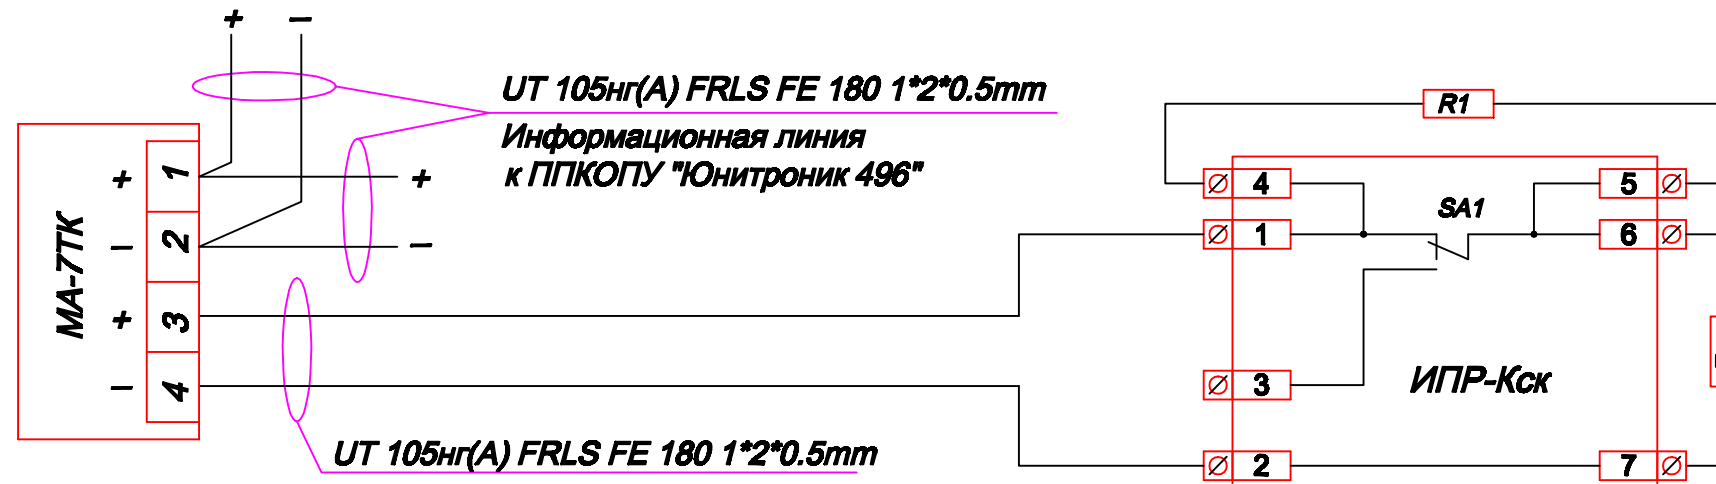 + −
UT 105нг(А) FRLS FE 180 1*2*0.5mm
Информационная линия
к ППКОПУ "Юнитроник 496"
МА-7ТК
+ 1 +
− 2 −
+ 3
− 4
UT 105нг(А) FRLS FE 180 1*2*0.5mm
R1
4 5
SA1
1 6
3
ИПР-Кск
2 7